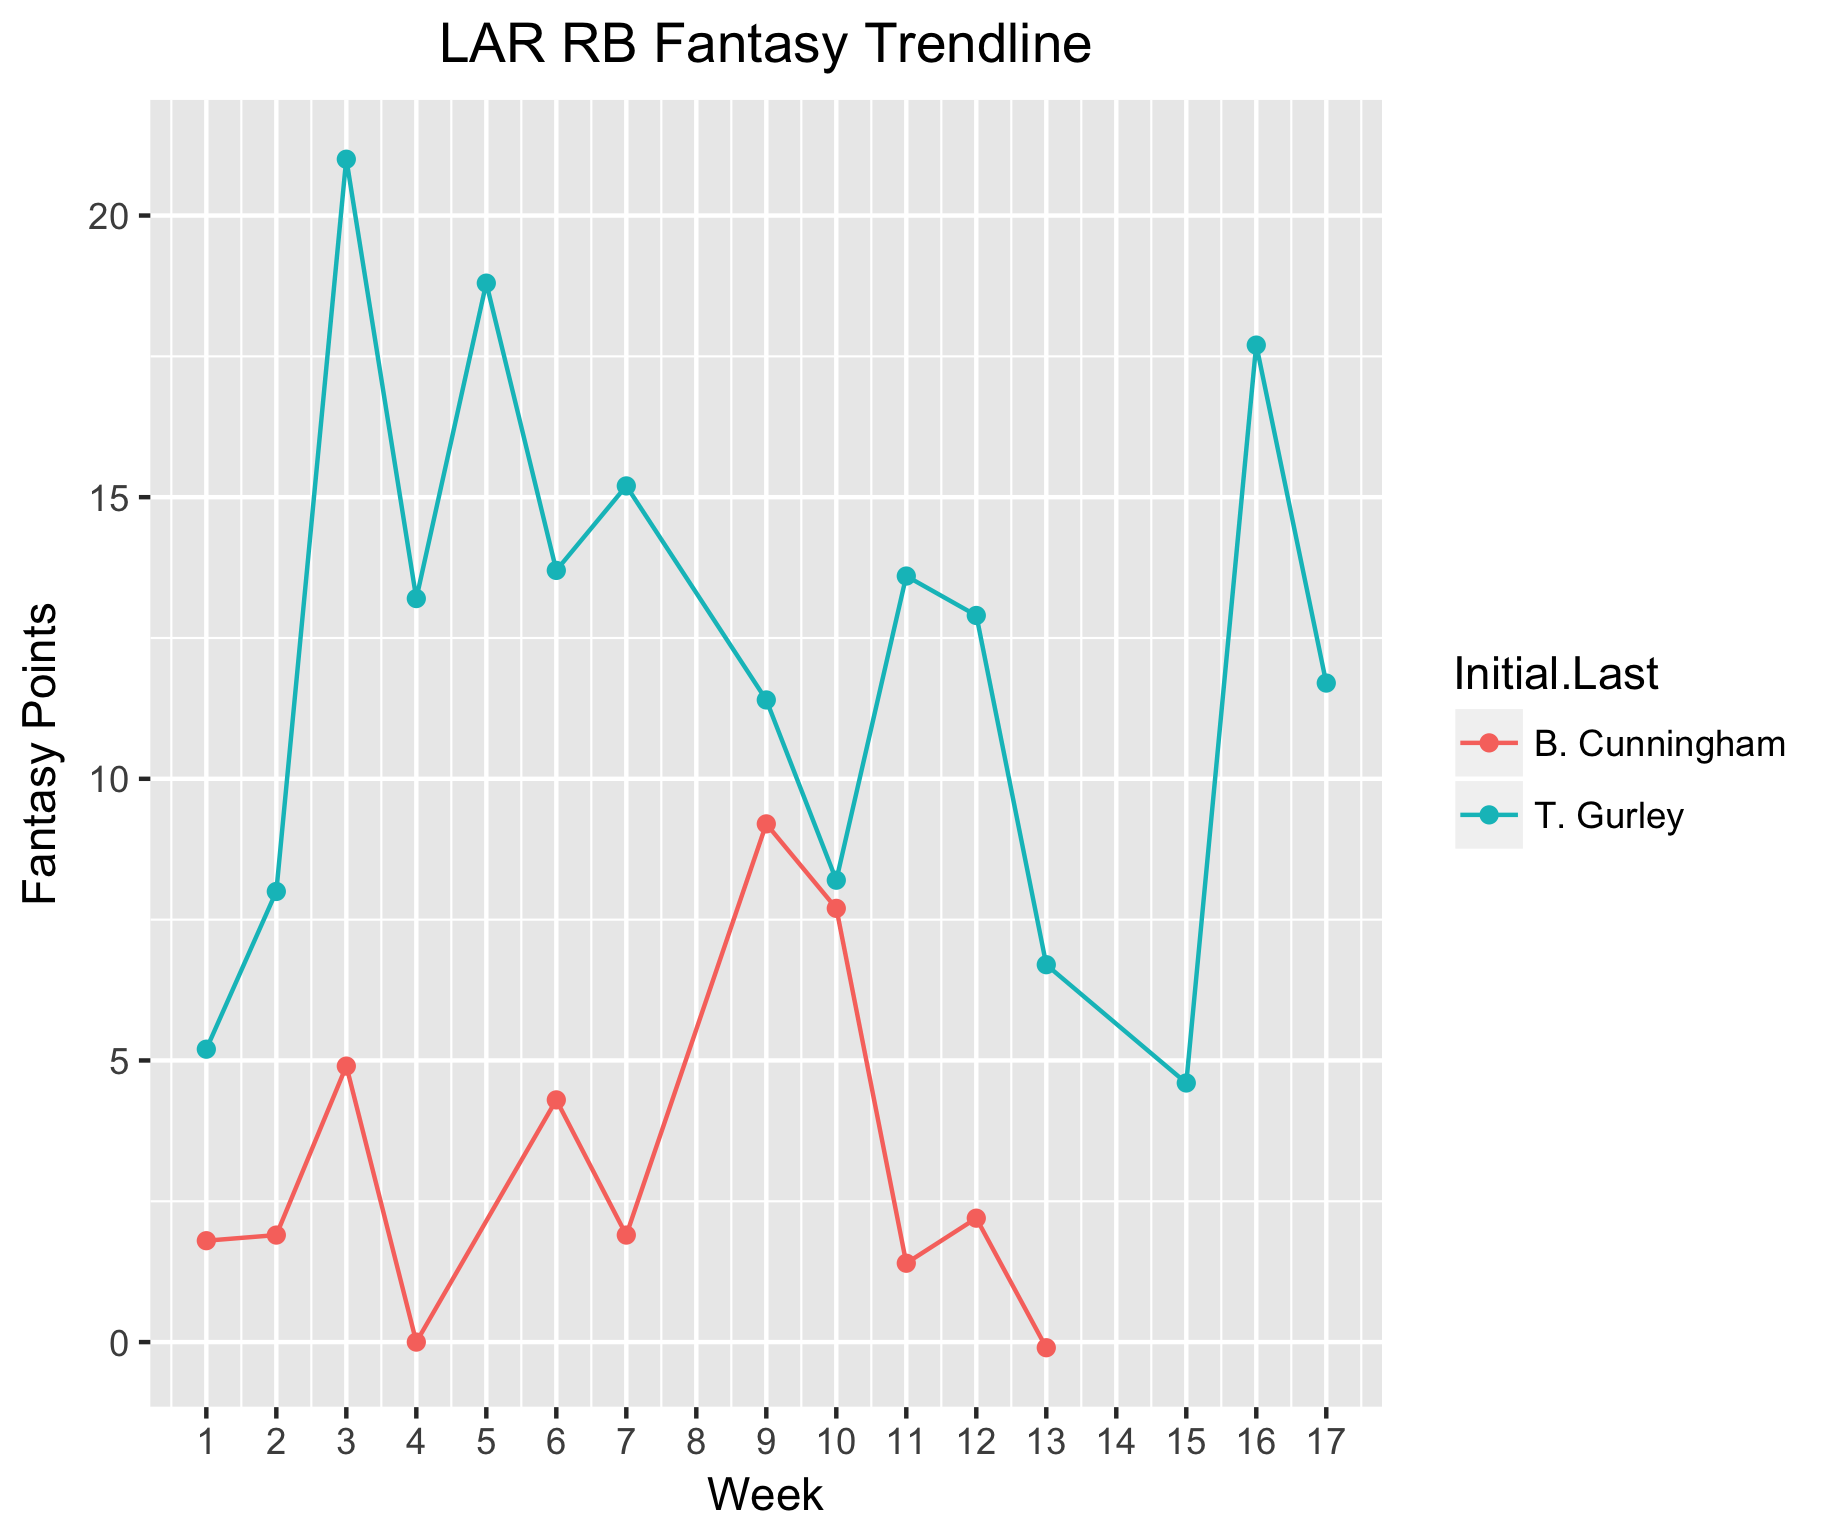 LAR RB Fantasy Trendline
20
15
10
5
0
Fantasy Points
1 2 3 4 5 6 7 8 9 10 11 12 13 14 15 16 17
Week
Initial.Last
B. Cunningham
T. Gurley